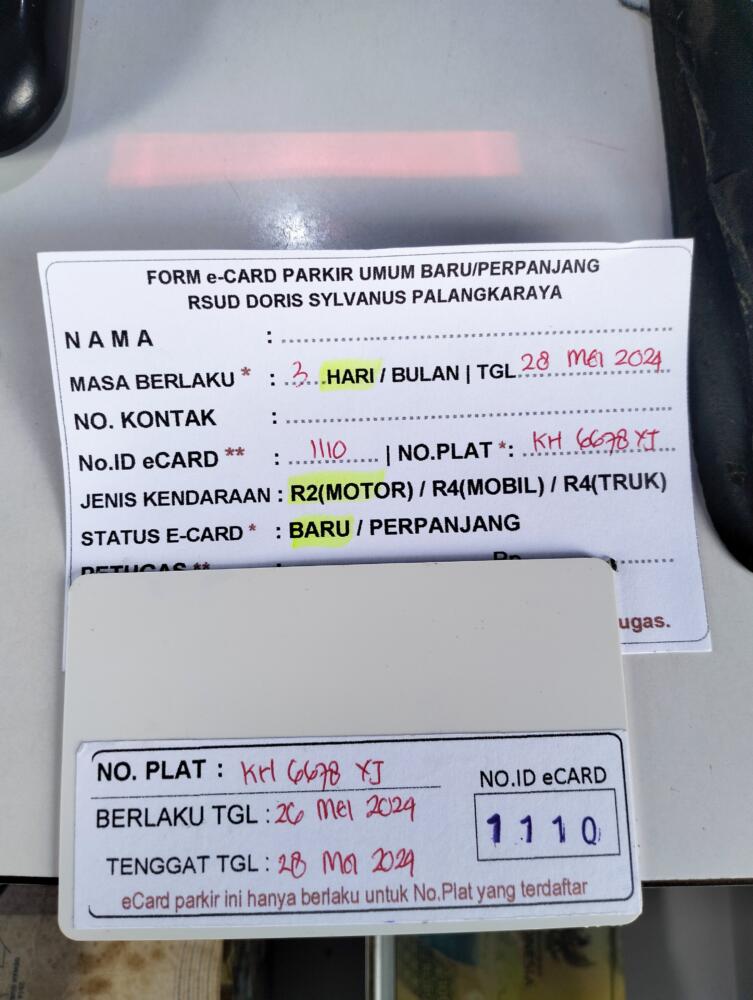 FORM e-CARD PARKIR UMUM BARU/PERPANJANG
RSUD DORIS SYLVANUS PALANGKARAYA
NAMA :
MASA BERLAKU * : 3 HARI / BULAN | TGL 28 MEI 2024
NO. KONTAK :
No.ID eCARD ** : 1110 | NO.PLAT *: KH 6678 XJ
JENIS KENDARAAN : R2(MOTOR) / R4(MOBIL) / R4(TRUK)
STATUS E-CARD * : BARU / PERPANJANG
PETUGAS ** : Rp
ugas.
NO. PLAT : KH 6678 XJ
NO.ID eCARD
BERLAKU TGL : 26 MEI 2024
1110
TENGGAT TGL : 28 MEI 2024
eCard parkir ini hanya berlaku untuk No.Plat yang terdaftar